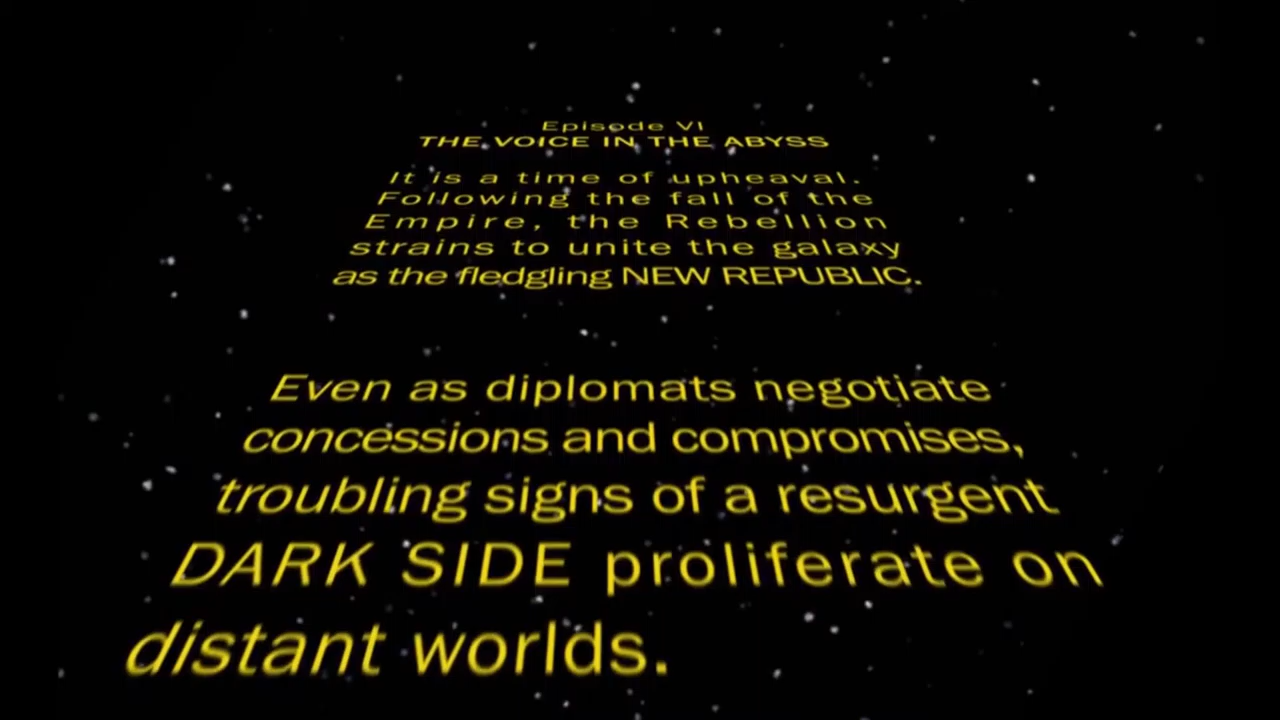 Episode VI
THE VOICE IN THE ABYSS
It is a time of upheaval.
Following the fall of the
Empire, the Rebellion
strains to unite the galaxy
as the fledgling NEW REPUBLIC.
Even as diplomats negotiate
concessions and compromises,
troubling signs of a resurgent
DARK SIDE proliferate on
distant worlds.